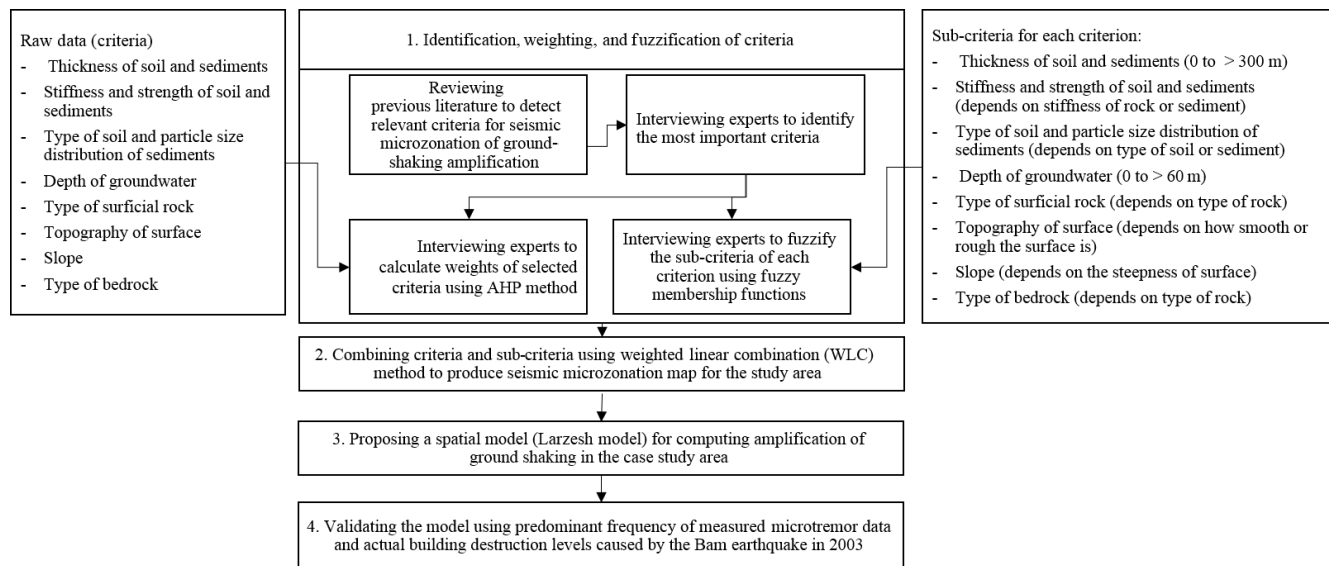 Raw data (criteria)
- Thickness of soil and sediments
- Stiffness and strength of soil and
sediments
- Type of soil and particle size
distribution of sediments
- Depth of groundwater
- Type of surficial rock
- Topography of surface
- Slope
- Type of bedrock
1. Identification, weighting, and fuzzification of criteria
Reviewing
previous literature to detect
relevant criteria for seismic
microzonation of ground-
shaking amplification
Interviewing experts to identify
the most important criteria
Interviewing experts to
calculate weights of selected
criteria using AHP method
Interviewing experts to fuzzify
the sub-criteria of each
criterion using fuzzy
membership functions
Sub-criteria for each criterion:
- Thickness of soil and sediments (0 to > 300 m)
- Stiffness and strength of soil and sediments
(depends on stiffness of rock or sediment)
- Type of soil and particle size distribution of
sediments (depends on type of soil or sediment)
- Depth of groundwater (0 to > 60 m)
- Type of surficial rock (depends on type of rock)
- Topography of surface (depends on how smooth or
rough the surface is)
- Slope (depends on the steepness of surface)
- Type of bedrock (depends on type of rock)
2. Combining criteria and sub-criteria using weighted linear combination (WLC)
method to produce seismic microzonation map for the study area
3. Proposing a spatial model (Larzesh model) for computing amplification of
ground shaking in the case study area
4. Validating the model using predominant frequency of measured microtremor data
and actual building destruction levels caused by the Bam earthquake in 2003